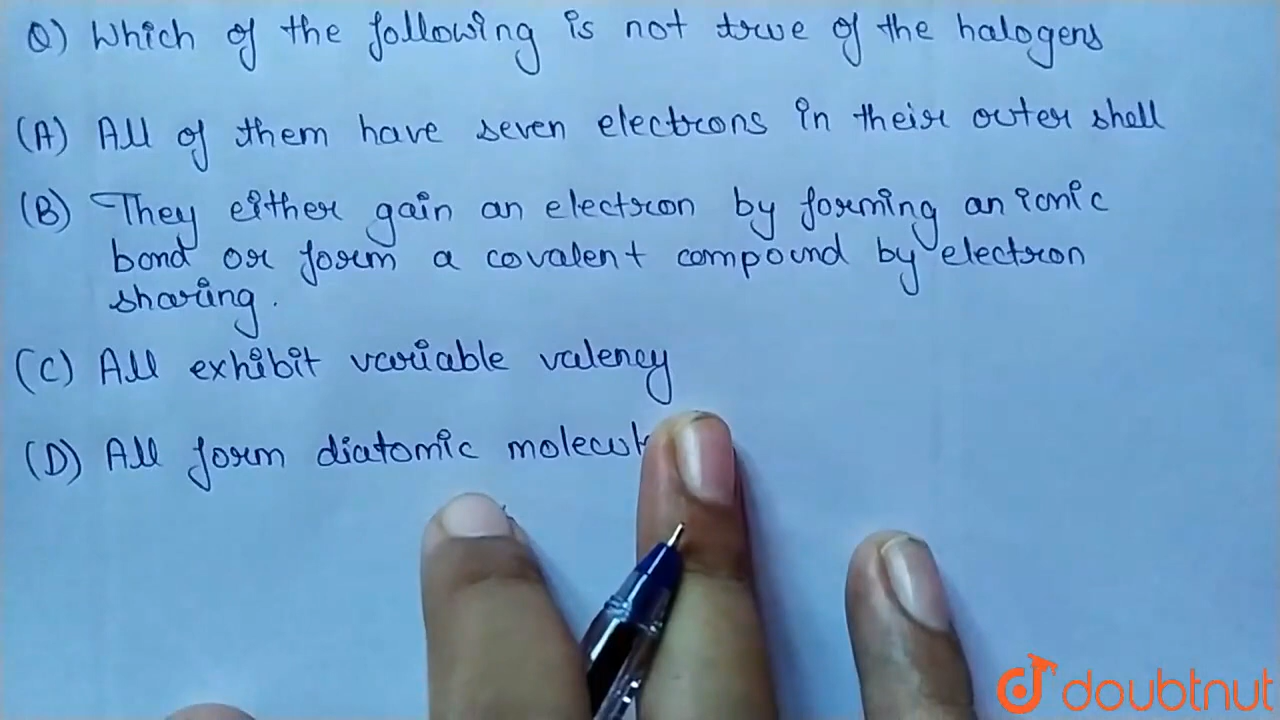 Q) Which of the following is not true of the halogens
(A) All of them have seven electrons in their outer shell
(B) They either gain an electron by forming an ionic
bond or form a covalent compound by electron
sharing.
(C) All exhibit variable valency
(D) All form diatomic
doubtnut